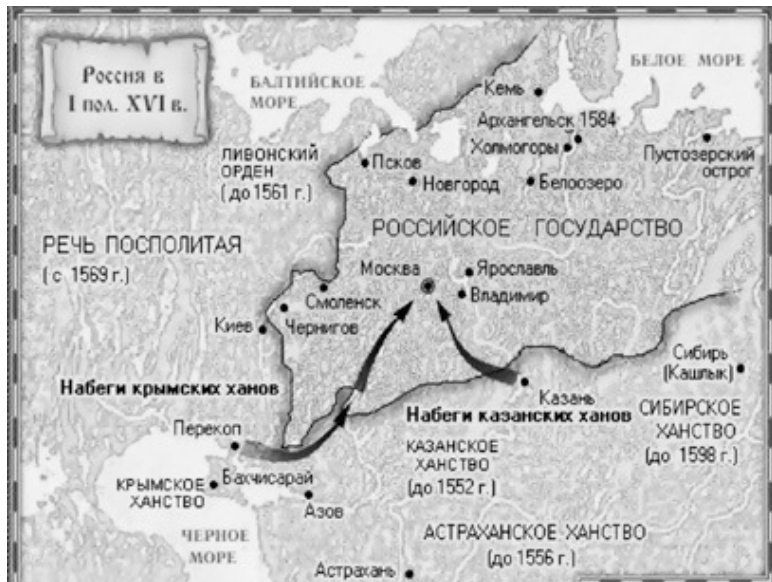 Россия в
I пол. XVI в.
БАЛТИЙСКОЕ
МОРЕ
БЕЛОЕ МОРЕ
Кемь
Архангельск 1584
Холмогоры
Пустозерский
острог
ЛИВОНСКИЙ
ОРДЕН
(до 1561 г.)
Псков
Новгород
Белоозеро
РОССИЙСКОЕ ГОСУДАРСТВО
РЕЧЬ ПОСПОЛИТАЯ
(с 1569 г.)
Москва
Ярославль
Владимир
Смоленск
Киев
Чернигов
Сибирь
(Кашлык)
Набеги крымских ханов
Казань
Набеги казанских ханов
СИБИРСКОЕ
ХАНСТВО
(до 1598 г.)
Перекоп
КАЗАНСКОЕ
ХАНСТВО
(до 1552 г.)
Бахчисарай
КРЫМСКОЕ
ХАНСТВО
Азов
ЧЕРНОЕ
МОРЕ
АСТРАХАНСКОЕ ХАНСТВО
(до 1556 г.)
Астрахань